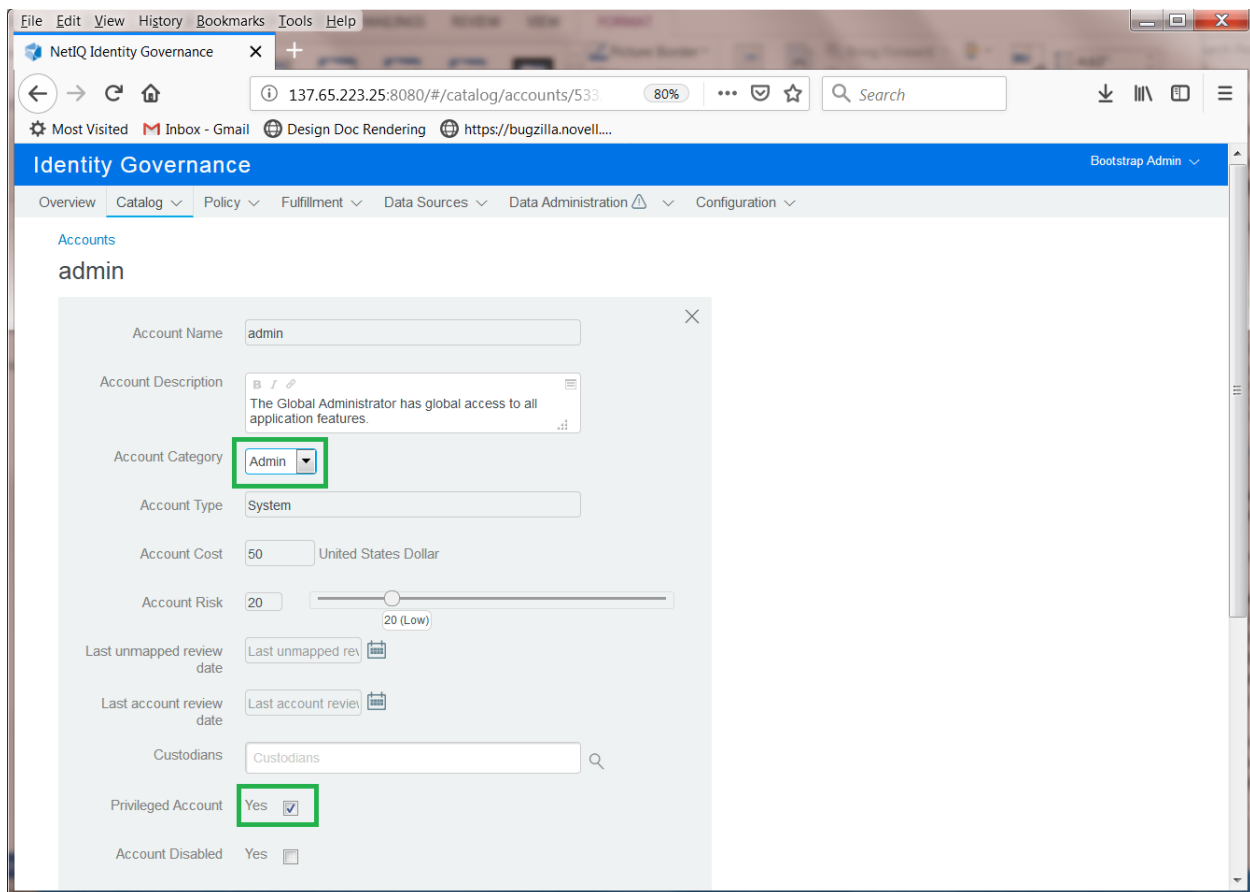 File Edit View History Bookmarks Tools Help
NetIQ Identity Governance
137.65.223.25:8080/#/catalog/accounts/533 80% Search
Most Visited Inbox - Gmail Design Doc Rendering https://bugzilla.novell....
Identity Governance Bootstrap Admin
Overview Catalog Policy Fulfillment Data Sources Data Administration Configuration
Accounts
admin
Account Name admin
Account Description B I
The Global Administrator has global access to all
application features.
Account Category Admin
Account Type System
Account Cost 50 United States Dollar
Account Risk 20
20 (Low)
Last unmapped review
date Last unmapped rev
Last account review
date Last account review
Custodians Custodians
Privileged Account Yes
Account Disabled Yes